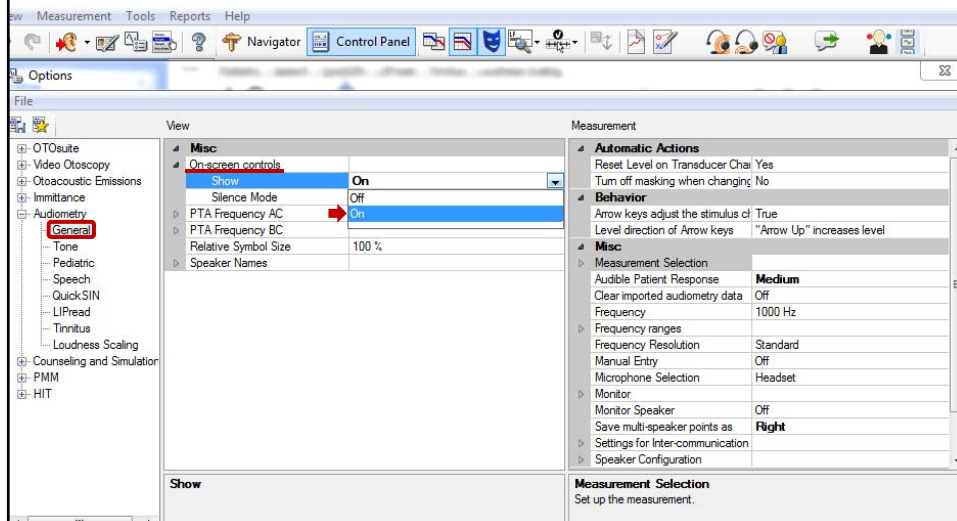 ew Measurement Tools Reports Help
Navigator Control Panel
Options
File
View
Measurement
OTOsuite
Video Otoscopy
Otoacoustic Emissions
Immittance
Audiometry
General
Tone
Pediatric
Speech
QuickSIN
LIPread
Tinnitus
Loudness Scaling
Counseling and Simulation
PMM
HIT
Misc
On-screen controls
Show On
Silence Mode Off
PTA Frequency AC On
PTA Frequency BC
Relative Symbol Size 100 %
Speaker Names
Automatic Actions
Reset Level on Transducer Cha Yes
Turn off masking when changing No
Behavior
Arrow keys adjust the stimulus ch True
Level direction of Arrow keys "Arrow Up" increases level
Misc
Measurement Selection
Audible Patient Response Medium
Clear imported audiometry data Off
Frequency 1000 Hz
Frequency ranges
Frequency Resolution Standard
Manual Entry Off
Microphone Selection Headset
Monitor
Monitor Speaker Off
Save multi-speaker points as Right
Settings for Inter-communication
Speaker Configuration
Show
Measurement Selection
Set up the measurement.